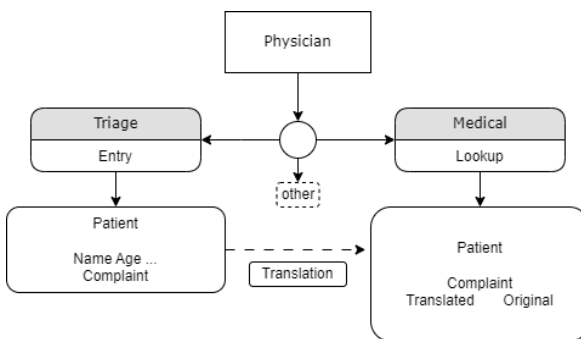 Physician
Triage
Entry
Medical
Lookup
other
Patient
Name Age ...
Complaint
Translation
Patient
Complaint
Translated Original